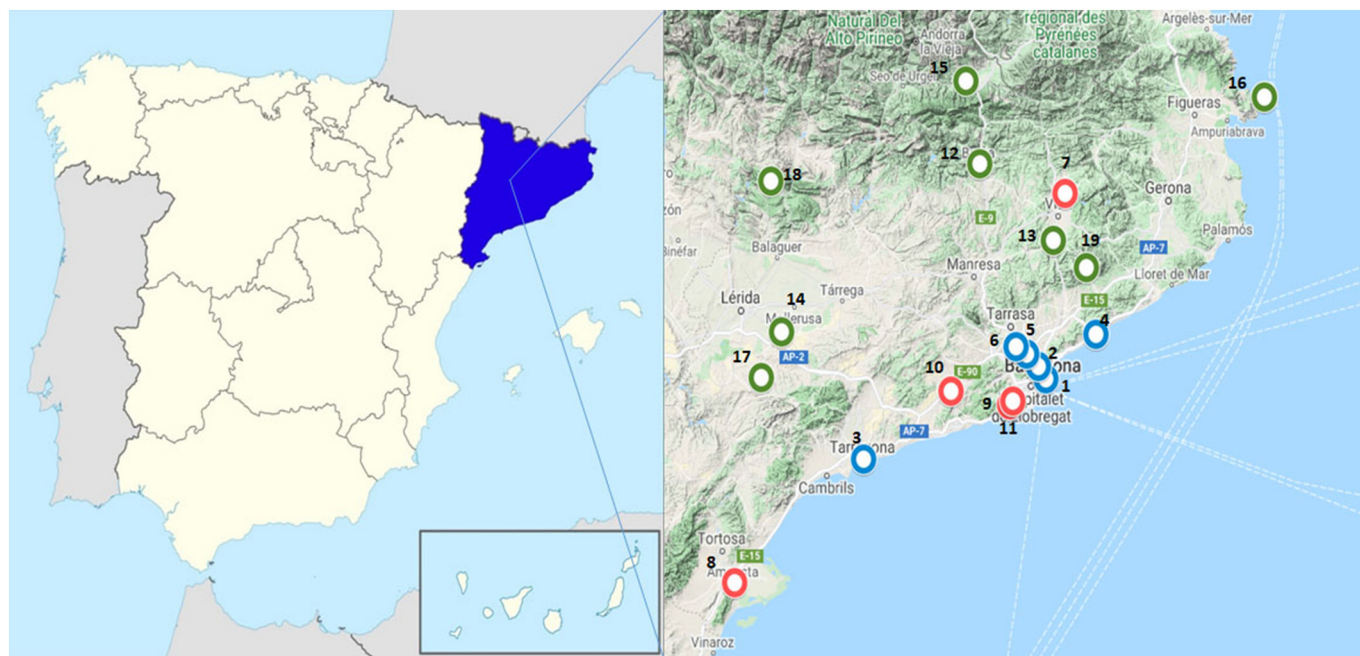 Natural Del
Alto Pirineo
Andorra
la Vieja
régional des
Pyrénées
catalanes
Argelès-sur-Mer
15
Seo de Urgel
16
Figueras
Ampuriabrava
12
7
18
Gerona
E-9
13
19
Palamós
AP-7
Balaguer
Manresa
Lloret de Mar
Lérida
14
Tárrega
E-15
Mollerusa
Tarrasa
4
6
5
2
AP-2
17
10
E-90
1
9
11
3
AP-7
Cambrils
Tortosa
E-15
8
Vinaroz